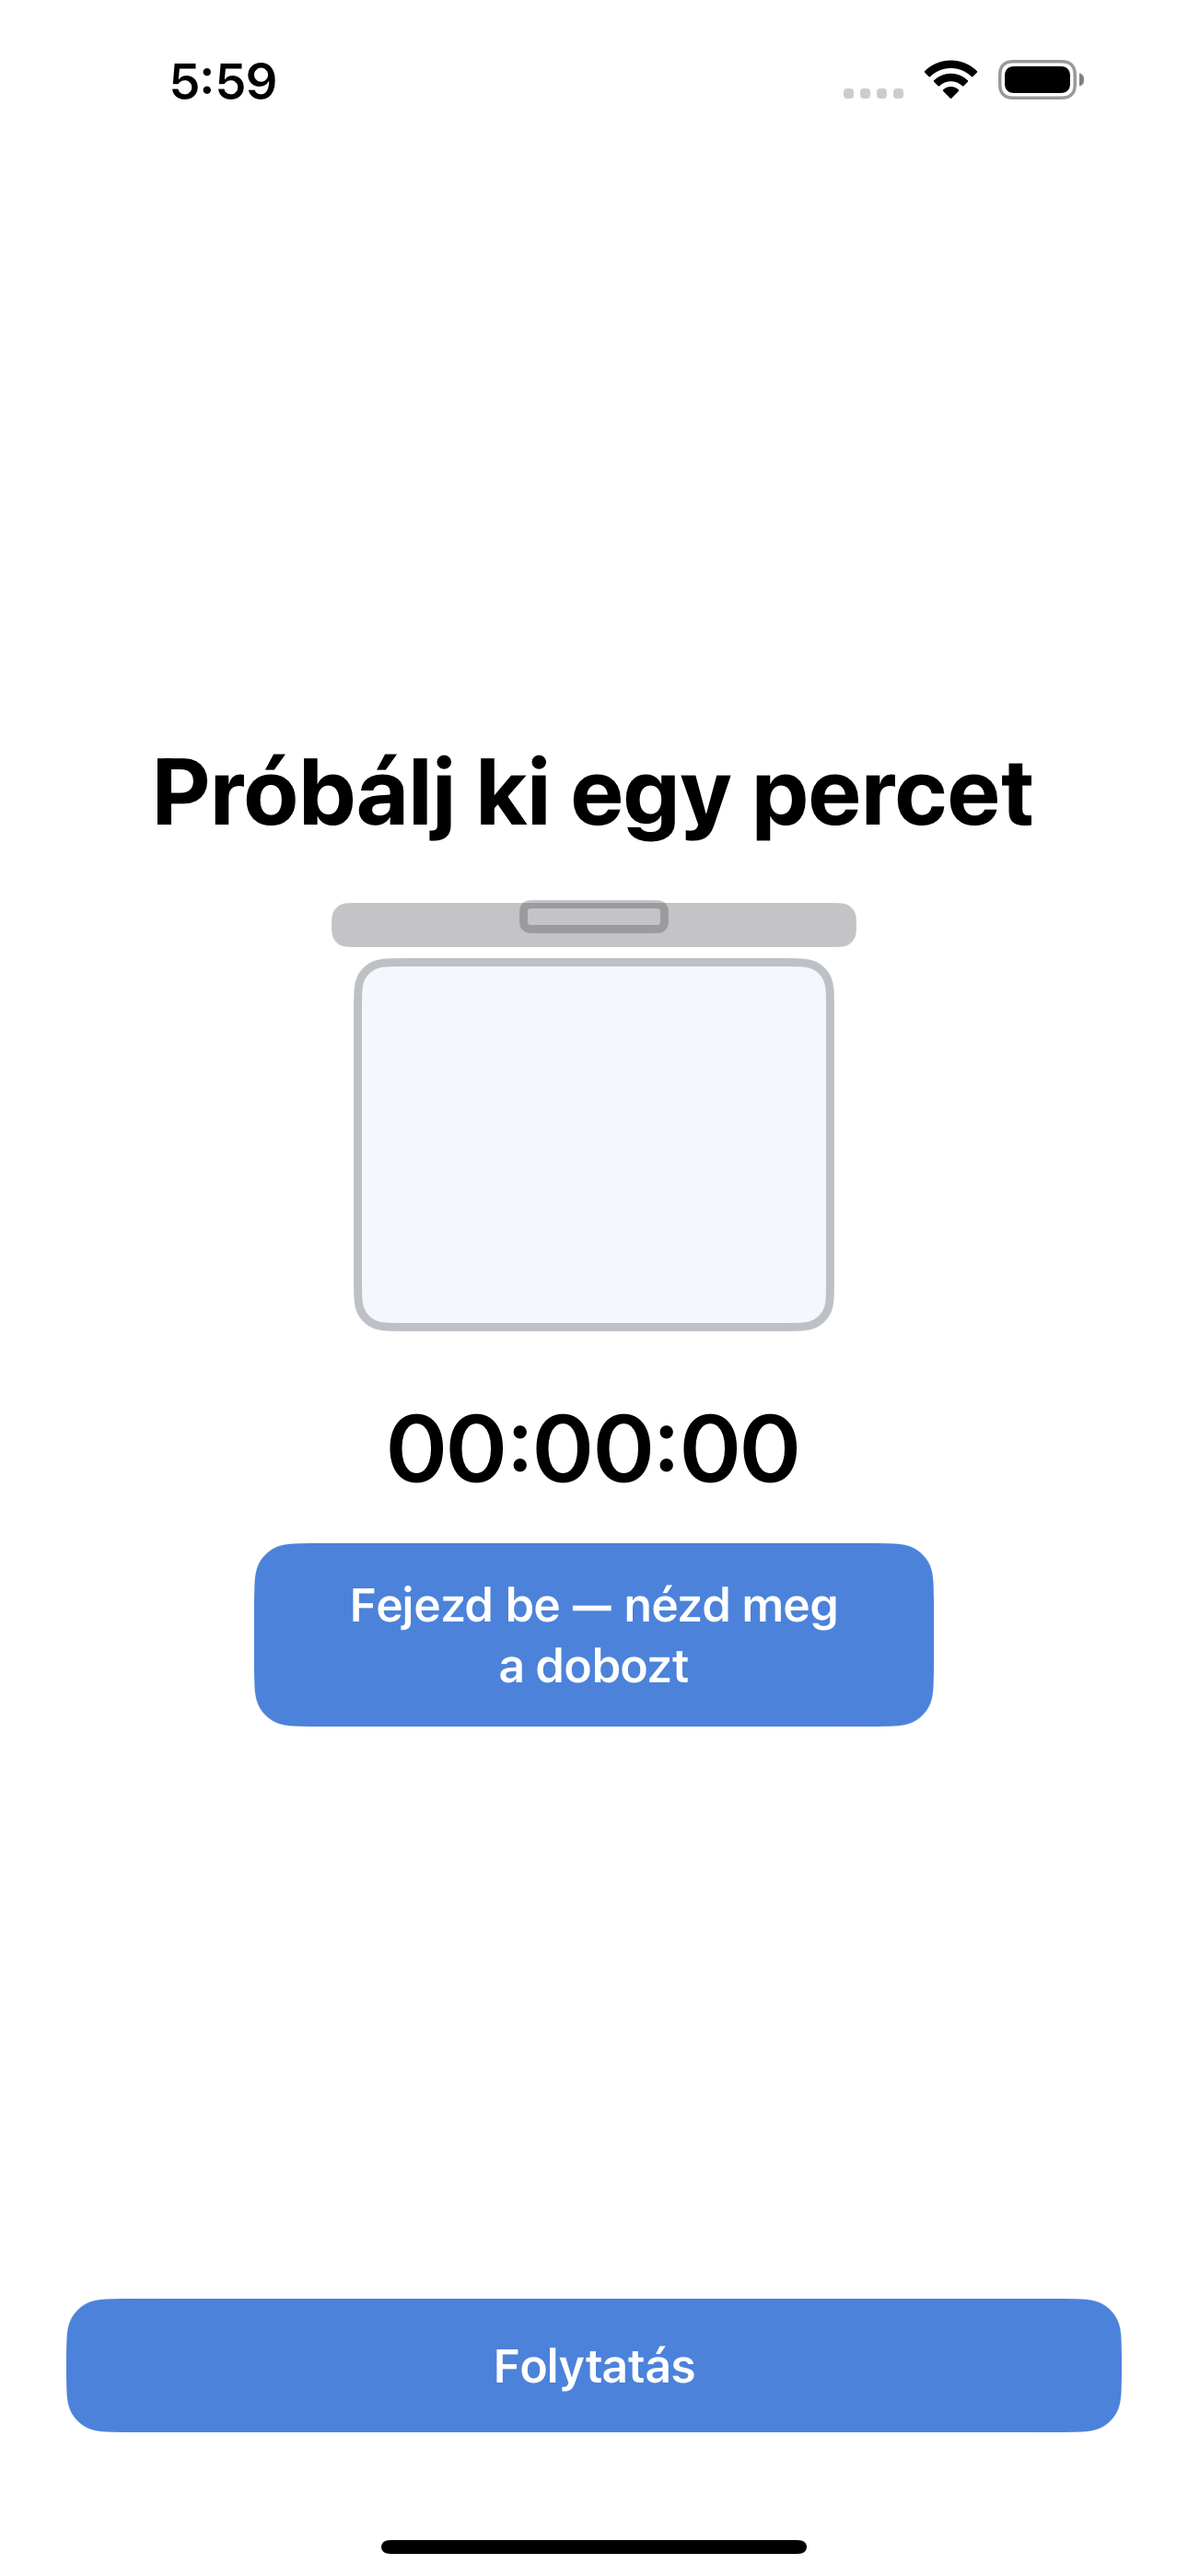 5:59
Próbálj ki egy percet
00:00:00
Fejezd be — nézd meg
a dobozt
Folytatás